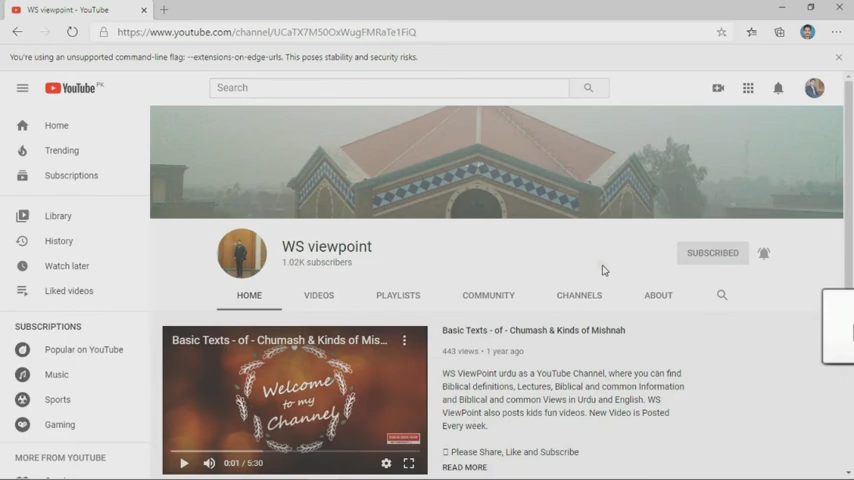 WS viewpoint - YouTube
https://www.youtube.com/channel/UCaTX7M50OxWugFMRaTe1FiQ
You're using an unsupported command-line flag: --extensions-on-edge-urls. This poses stability and security risks.
YouTube PK
Search
Home
Trending
Subscriptions
Library
History
Watch later
Liked videos
SUBSCRIPTIONS
Popular on YouTube
Music
Sports
Gaming
MORE FROM YOUTUBE
WS viewpoint
1.02K subscribers
SUBSCRIBED
HOME VIDEOS PLAYLISTS COMMUNITY CHANNELS ABOUT
Basic Texts - of - Chumash & Kinds of Mis...
Welcome
to my
Channel
0:01 / 5:30
Basic Texts - of - Chumash & Kinds of Mishnah
443 views • 1 year ago
WS ViewPoint urdu as a YouTube Channel, where you can find
Biblical definitions, Lectures, Biblical and common Information
and Biblical and common Views in Urdu and English. WS
ViewPoint also posts kids fun videos. New Video is Posted
Every week.
Please Share, Like and Subscribe
READ MORE